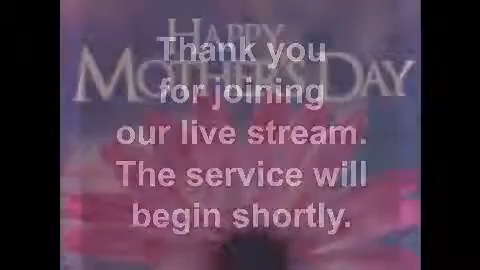 HAPPY
MOTHER'S DAY
Thank you
for joining
our live stream.
The service will
begin shortly.